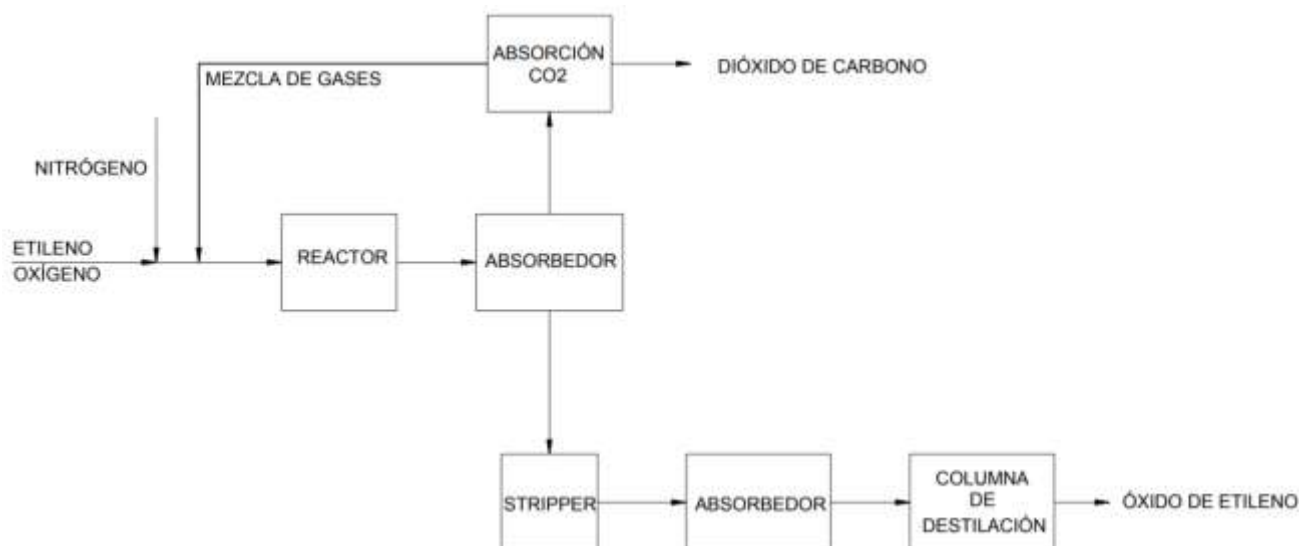 ABSORCIÓN
CO2
DIÓXIDO DE CARBONO
MEZCLA DE GASES
NITRÓGENO
ETILENO
OXÍGENO
REACTOR
ABSORBEDOR
STRIPPER
ABSORBEDOR
COLUMNA
DE
DESTILACIÓN
ÓXIDO DE ETILENO